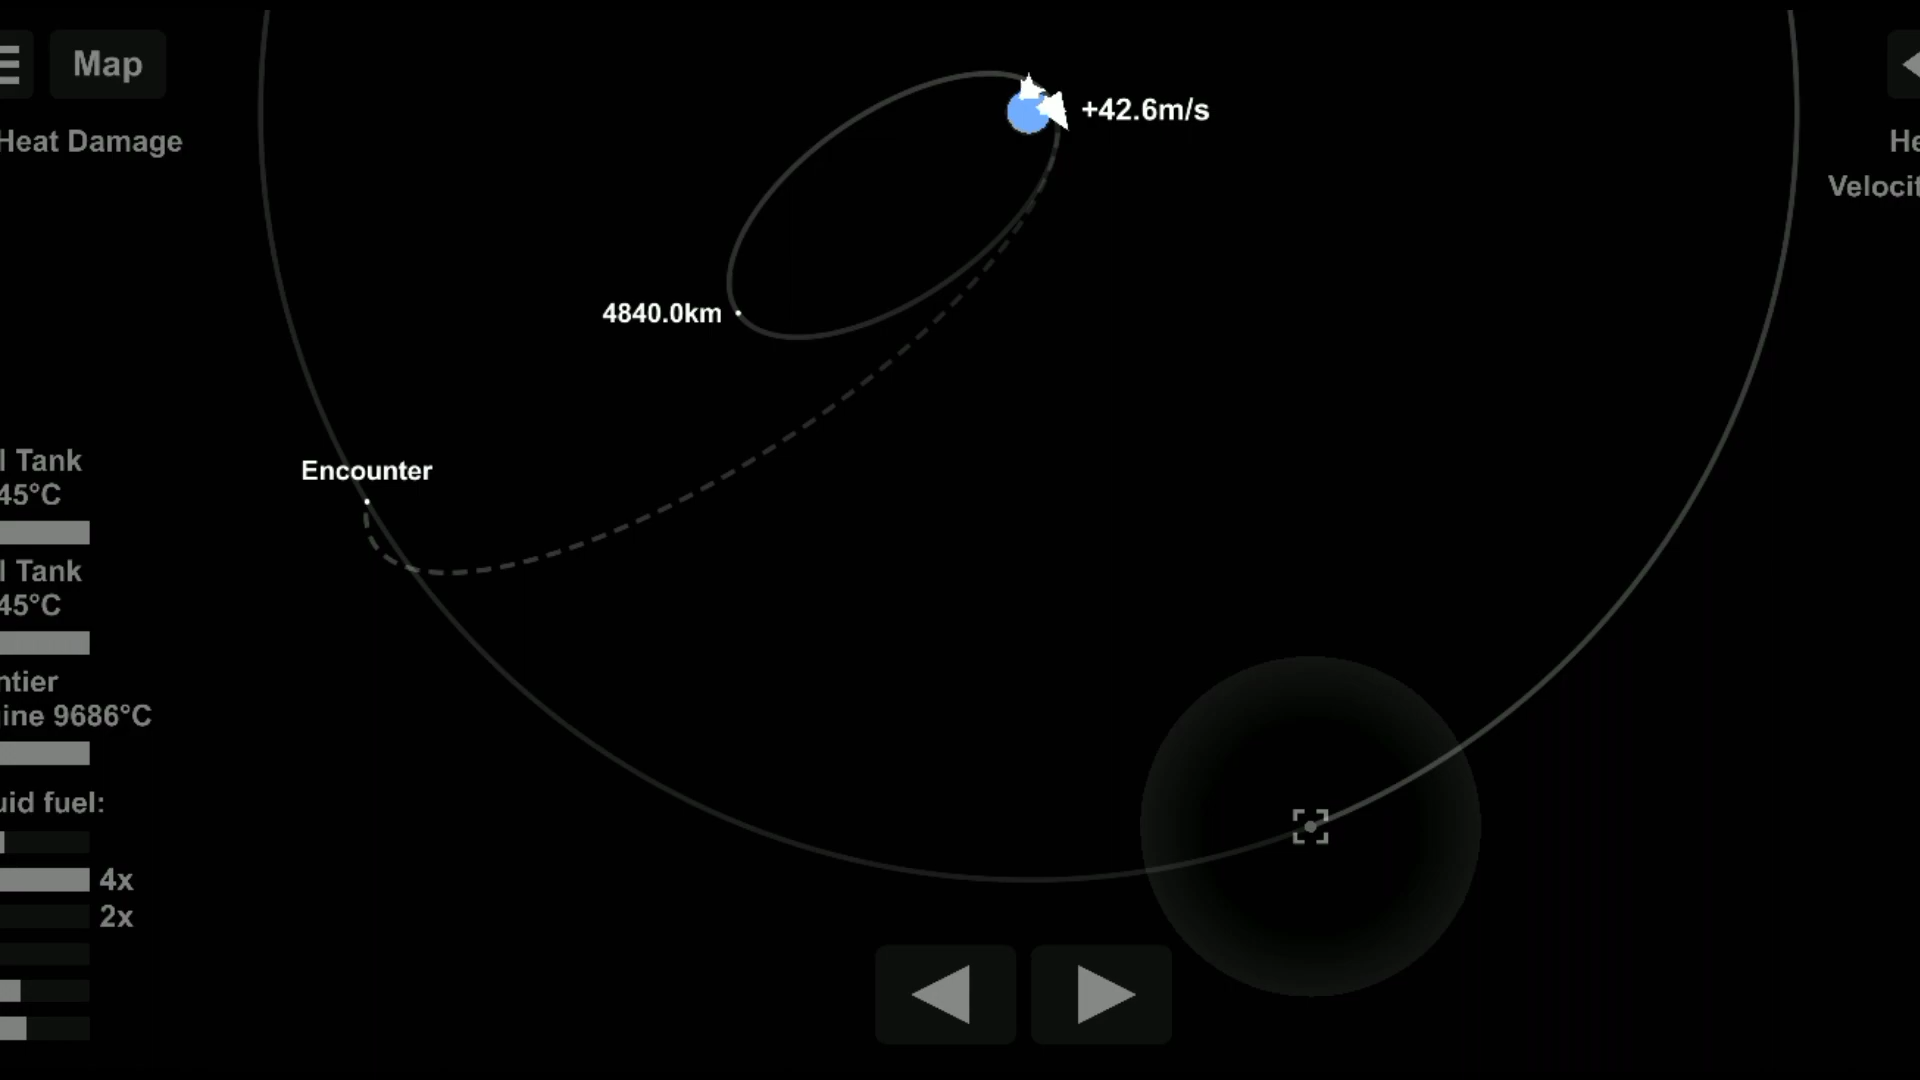 Map
Heat Damage
+42.6m/s
He
Velocit
4840.0km
Encounter
l Tank
45°C
l Tank
45°C
ntier
ine 9686°C
uid fuel:
4x
2x